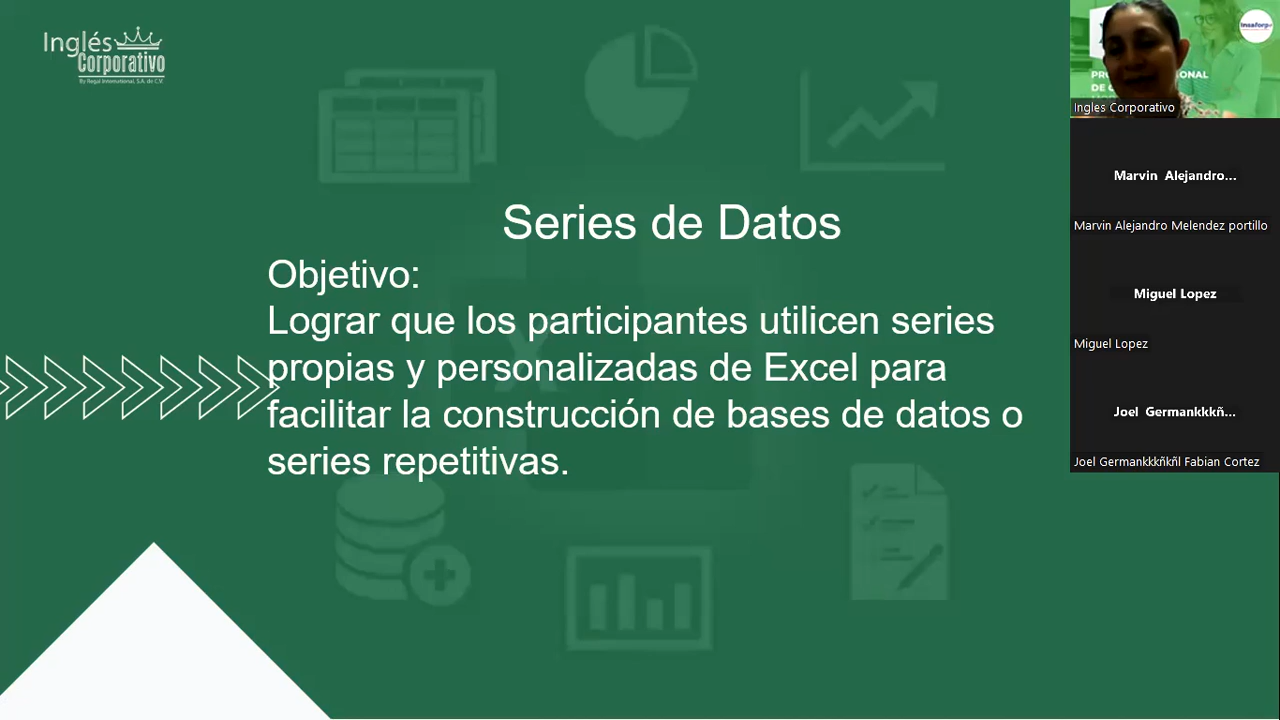 Inglés
Corporativo
By Regal International, S.A. de C.V.
Series de Datos
Objetivo:
Lograr que los participantes utilicen series
propias y personalizadas de Excel para
facilitar la construcción de bases de datos o
series repetitivas.
Insaforp
Ingles Corporativo
Marvin Alejandro...
Marvin Alejandro Melendez portillo
Miguel Lopez
Miguel Lopez
Joel Germankkkñ...
Joel Germankkkñkñl Fabian Cortez